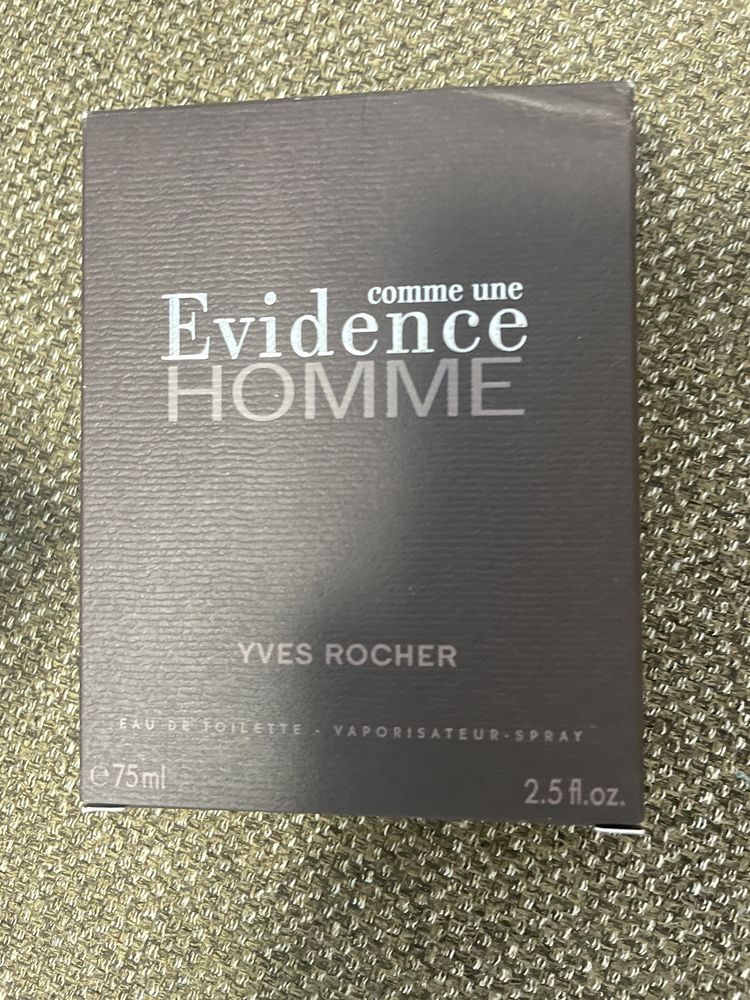 comme une
Evidence
HOMME
YVES ROCHER
EAU DE TOILETTE - VAPORISATEUR-SPRAY
℮75ml
2.5 fl.oz.